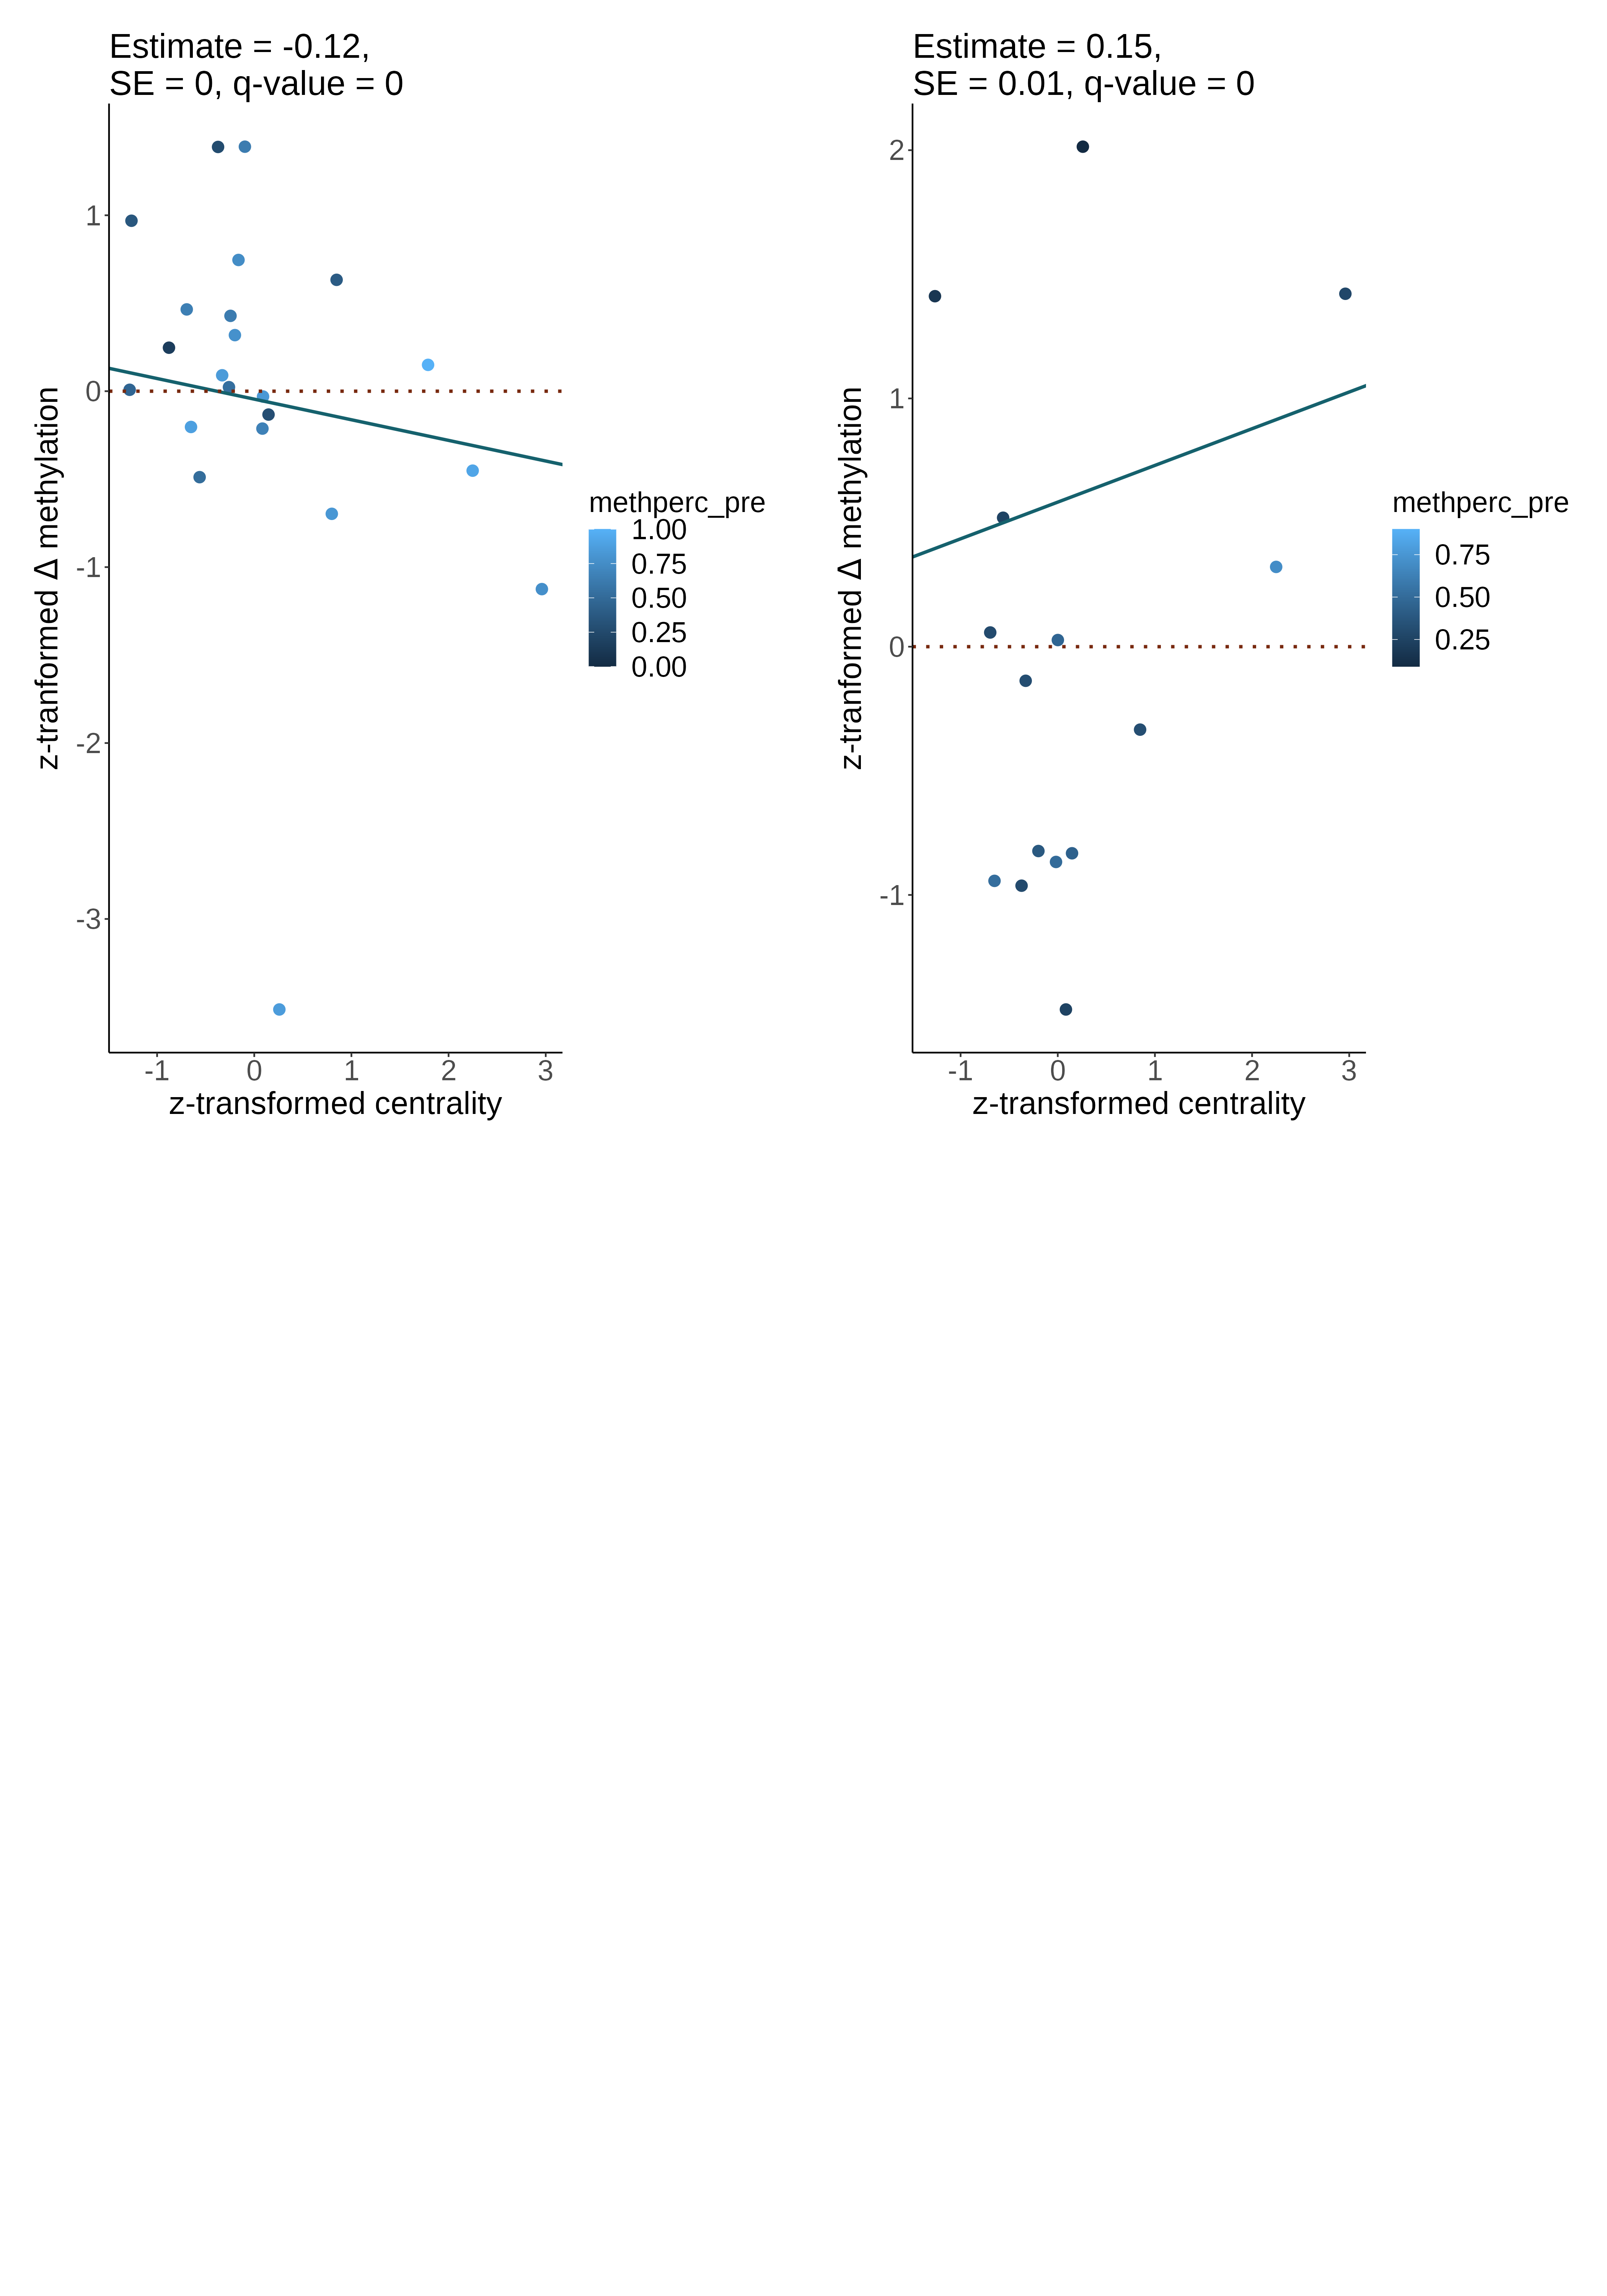 Estimate = -0.12,
SE = 0, q-value = 0
1
0
-1
-2
-3
z-tranformed Δ methylation
-1 0 1 2 3
z-transformed centrality
methperc_pre
1.00
0.75
0.50
0.25
0.00
Estimate = 0.15,
SE = 0.01, q-value = 0
2
1
0
-1
z-tranformed Δ methylation
-1 0 1 2 3
z-transformed centrality
methperc_pre
0.75
0.50
0.25